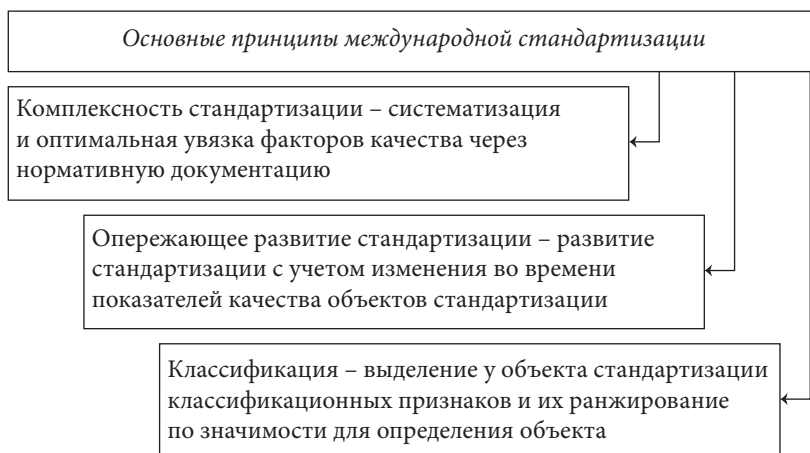 Основные принципы международной стандартизации
Комплексность стандартизации – систематизация
и оптимальная увязка факторов качества через
нормативную документацию
Опережающее развитие стандартизации – развитие
стандартизации с учетом изменения во времени
показателей качества объектов стандартизации
Классификация – выделение у объекта стандартизации
классификационных признаков и их ранжирование
по значимости для определения объекта